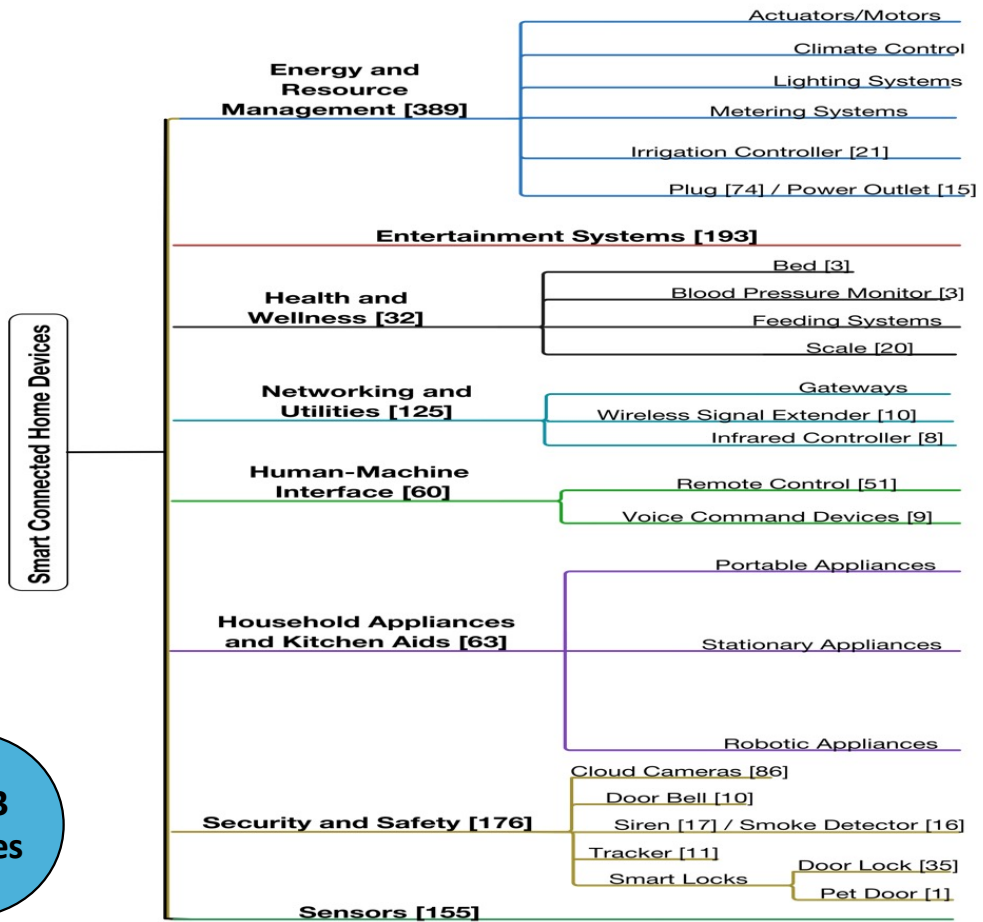 Smart Connected Home Devices
Energy and
Resource
Management [389]
Actuators/Motors
Climate Control
Lighting Systems
Metering Systems
Irrigation Controller [21]
Plug [74] / Power Outlet [15]
Entertainment Systems [193]
Health and
Wellness [32]
Bed [3]
Blood Pressure Monitor [3]
Feeding Systems
Scale [20]
Networking and
Utilities [125]
Gateways
Wireless Signal Extender [10]
Infrared Controller [8]
Human-Machine
Interface [60]
Remote Control [51]
Voice Command Devices [9]
Household Appliances
and Kitchen Aids [63]
Portable Appliances
Stationary Appliances
Robotic Appliances
Security and Safety [176]
Cloud Cameras [86]
Door Bell [10]
Siren [17] / Smoke Detector [16]
Tracker [11]
Smart Locks
Door Lock [35]
Pet Door [1]
Sensors [155]